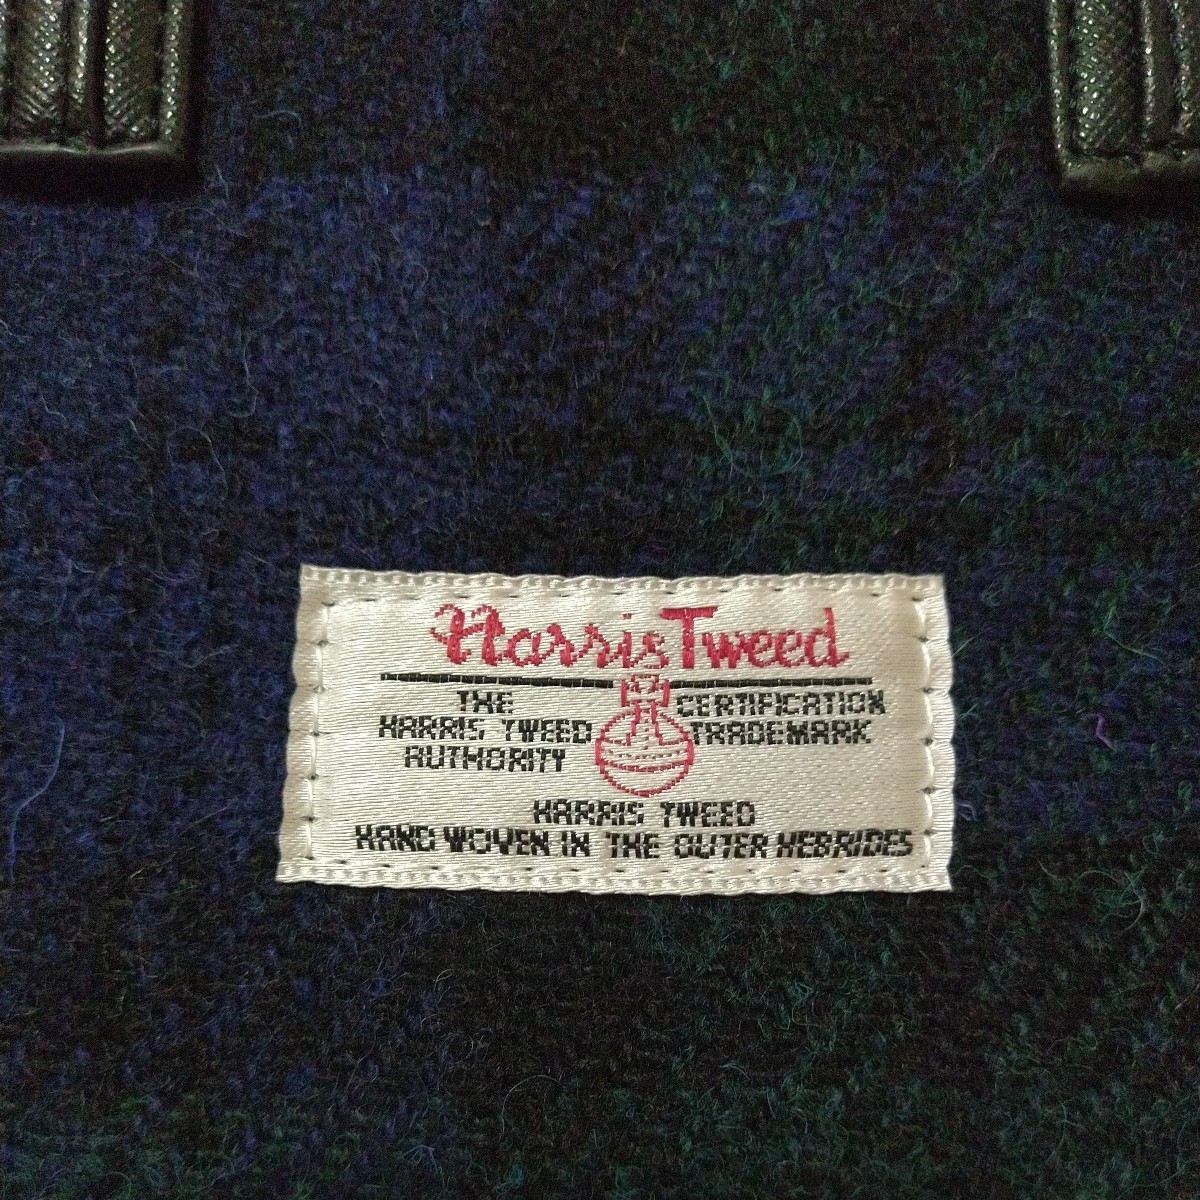 Harris Tweed
THE
HARRIS TWEED
AUTHORITY
CERTIFICATION
TRADEMARK
HARRIS TWEED
HAND WOVEN IN THE OUTER HEBRIDES